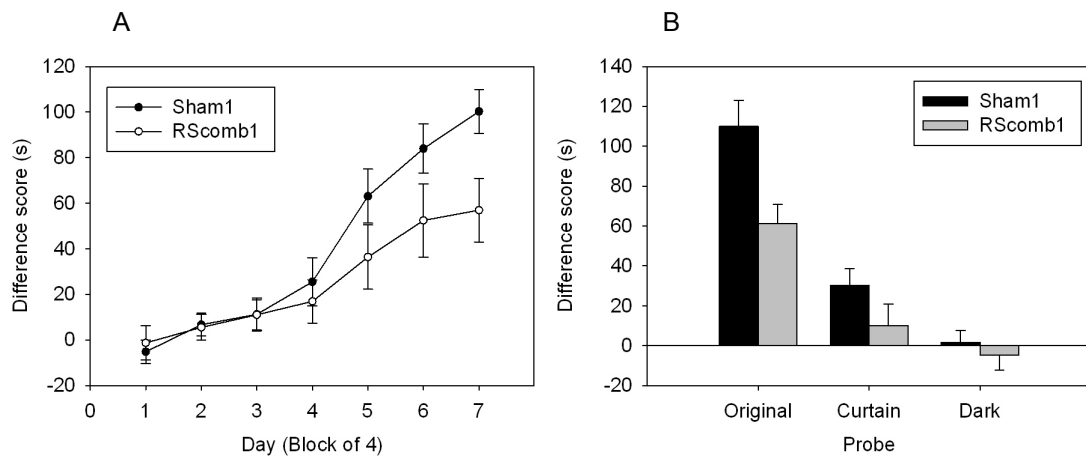 A
120
100
80
60
40
20
0
-20
Difference score (s)
Sham1
RScomb1
0 1 2 3 4 5 6 7
Day (Block of 4)
B
140
120
100
80
60
40
20
0
-20
Difference score (s)
Sham1
RScomb1
Original Curtain Dark
Probe